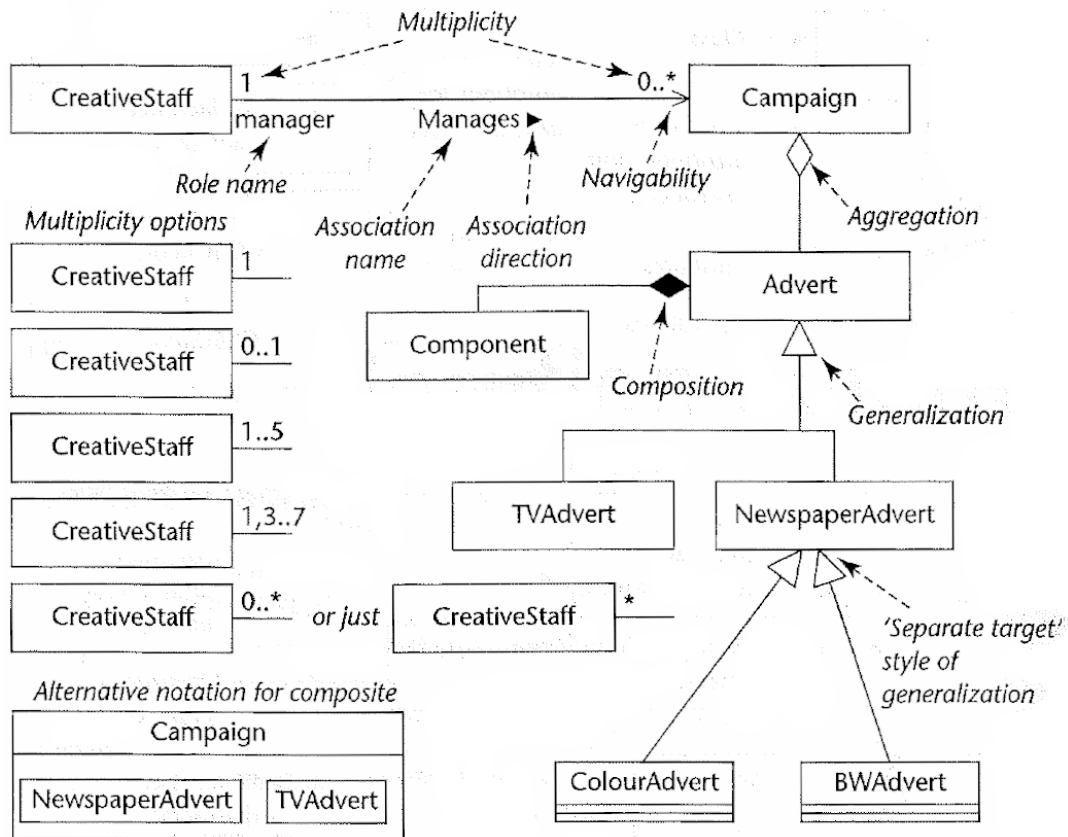 Multiplicity
CreativeStaff
1
0..*
Campaign
manager
Manages ▶
Role name
Navigability
Aggregation
Multiplicity options
Association
name
Association
direction
CreativeStaff
1
Advert
CreativeStaff
0..1
Component
Composition
Generalization
CreativeStaff
1..5
TVAdvert
NewspaperAdvert
CreativeStaff
1,3..7
CreativeStaff
0..*
or just
CreativeStaff
*
'Separate target'
style of
generalization
Alternative notation for composite
Campaign
NewspaperAdvert
TVAdvert
ColourAdvert
BWAdvert